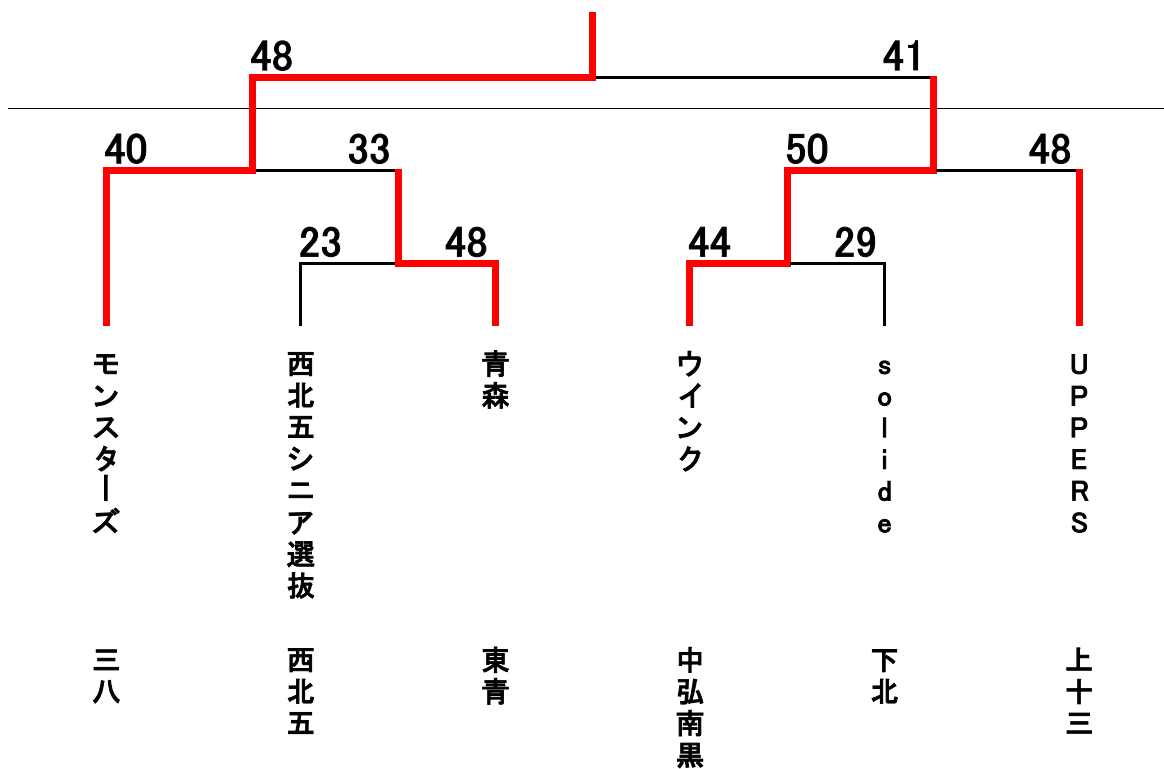 48 41
40 33 50 48
23 48 44 29
モンスターズ
西北五シニア選抜
青森
ウインク
solide
UPPERS
三八
西北五
東青
中弘南黒
下北
上十三